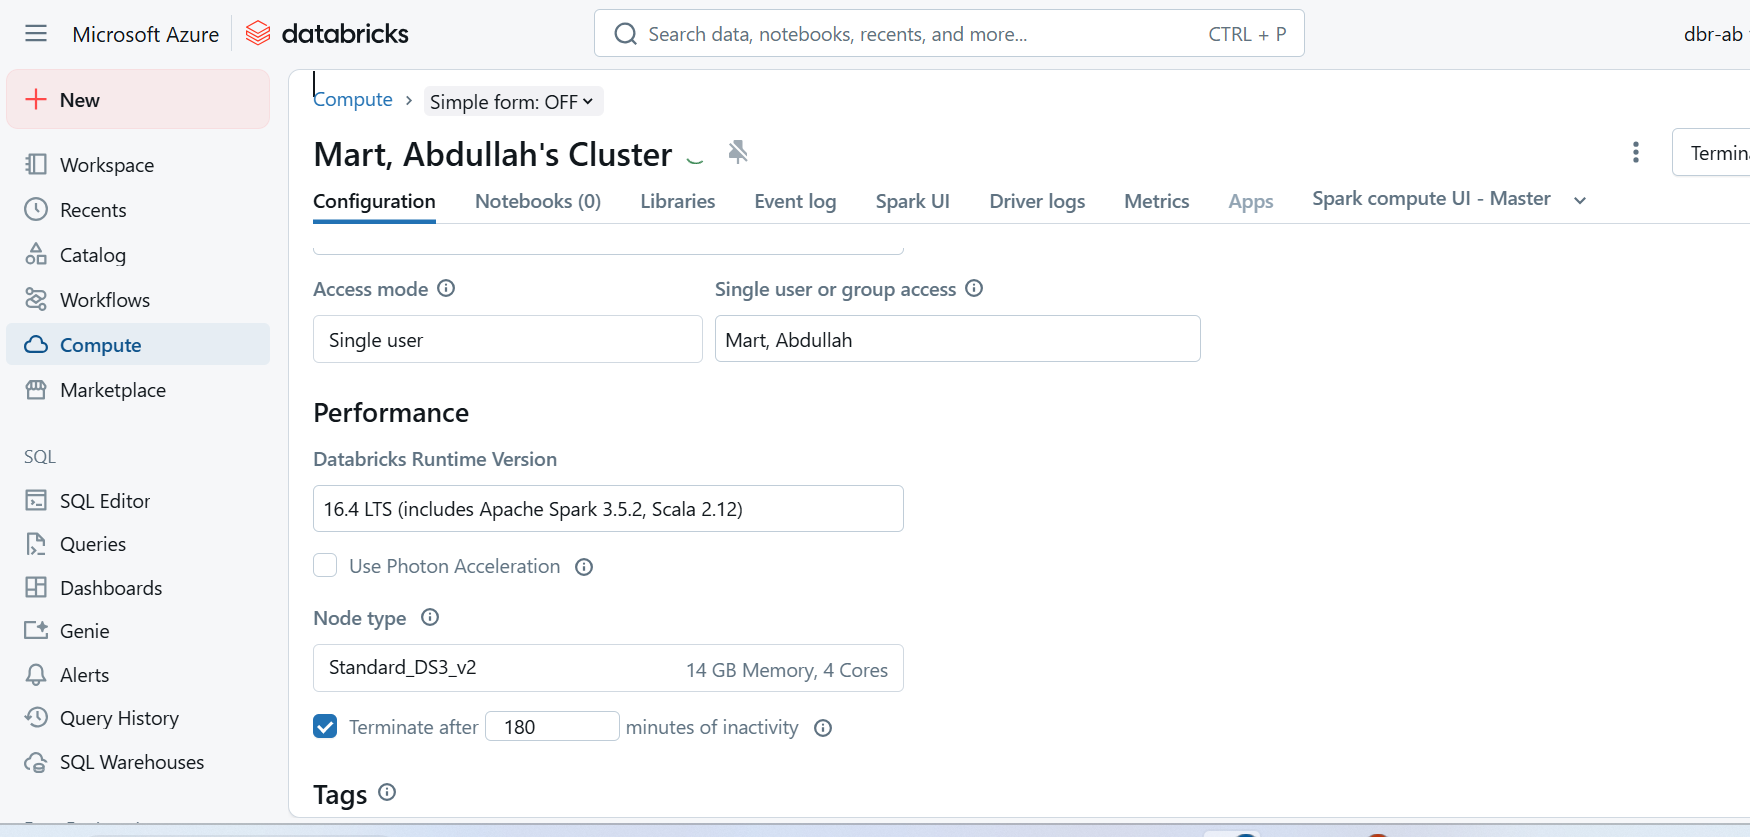 Microsoft Azure databricks
Search data, notebooks, recents, and more... CTRL + P
dbr-ab
New
Workspace
Recents
Catalog
Workflows
Compute
Marketplace
SQL
SQL Editor
Queries
Dashboards
Genie
Alerts
Query History
SQL Warehouses
Compute > Simple form: OFF
Mart, Abdullah's Cluster
Termin
Configuration Notebooks (0) Libraries Event log Spark UI Driver logs Metrics Apps Spark compute UI - Master
Access mode Single user or group access
Single user Mart, Abdullah
Performance
Databricks Runtime Version
16.4 LTS (includes Apache Spark 3.5.2, Scala 2.12)
Use Photon Acceleration
Node type
Standard_DS3_v2 14 GB Memory, 4 Cores
Terminate after 180 minutes of inactivity
Tags